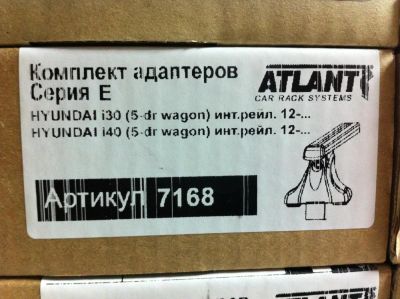 Комплект адаптеров
Серия Е
ATLANT
CAR RACK SYSTEMS
HYUNDAI i30 (5-dr wagon) инт.рейл. 12-...
HYUNDAI i40 (5-dr wagon) инт.рейл. 12-...
Артикул 7168